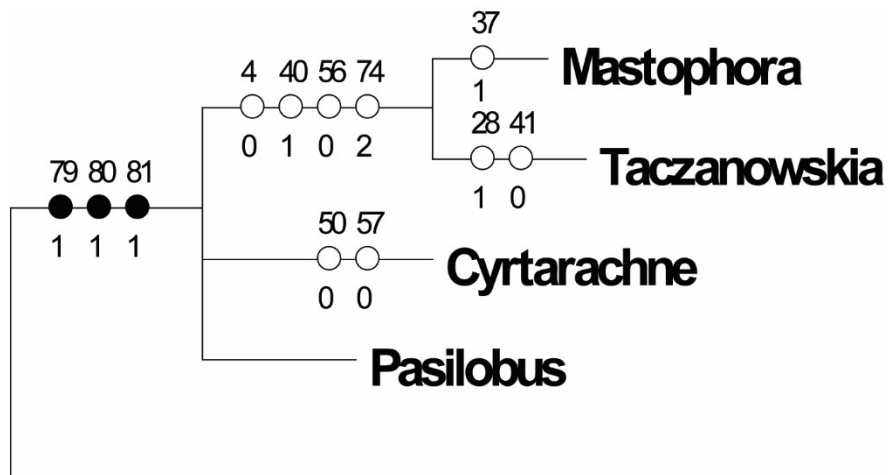 37
Mastophora
1
4 40 56 74
0 1 0 2
28 41
Taczanowskia
1 0
79 80 81
1 1 1
50 57
Cyrtarachne
0 0
Pasilobus